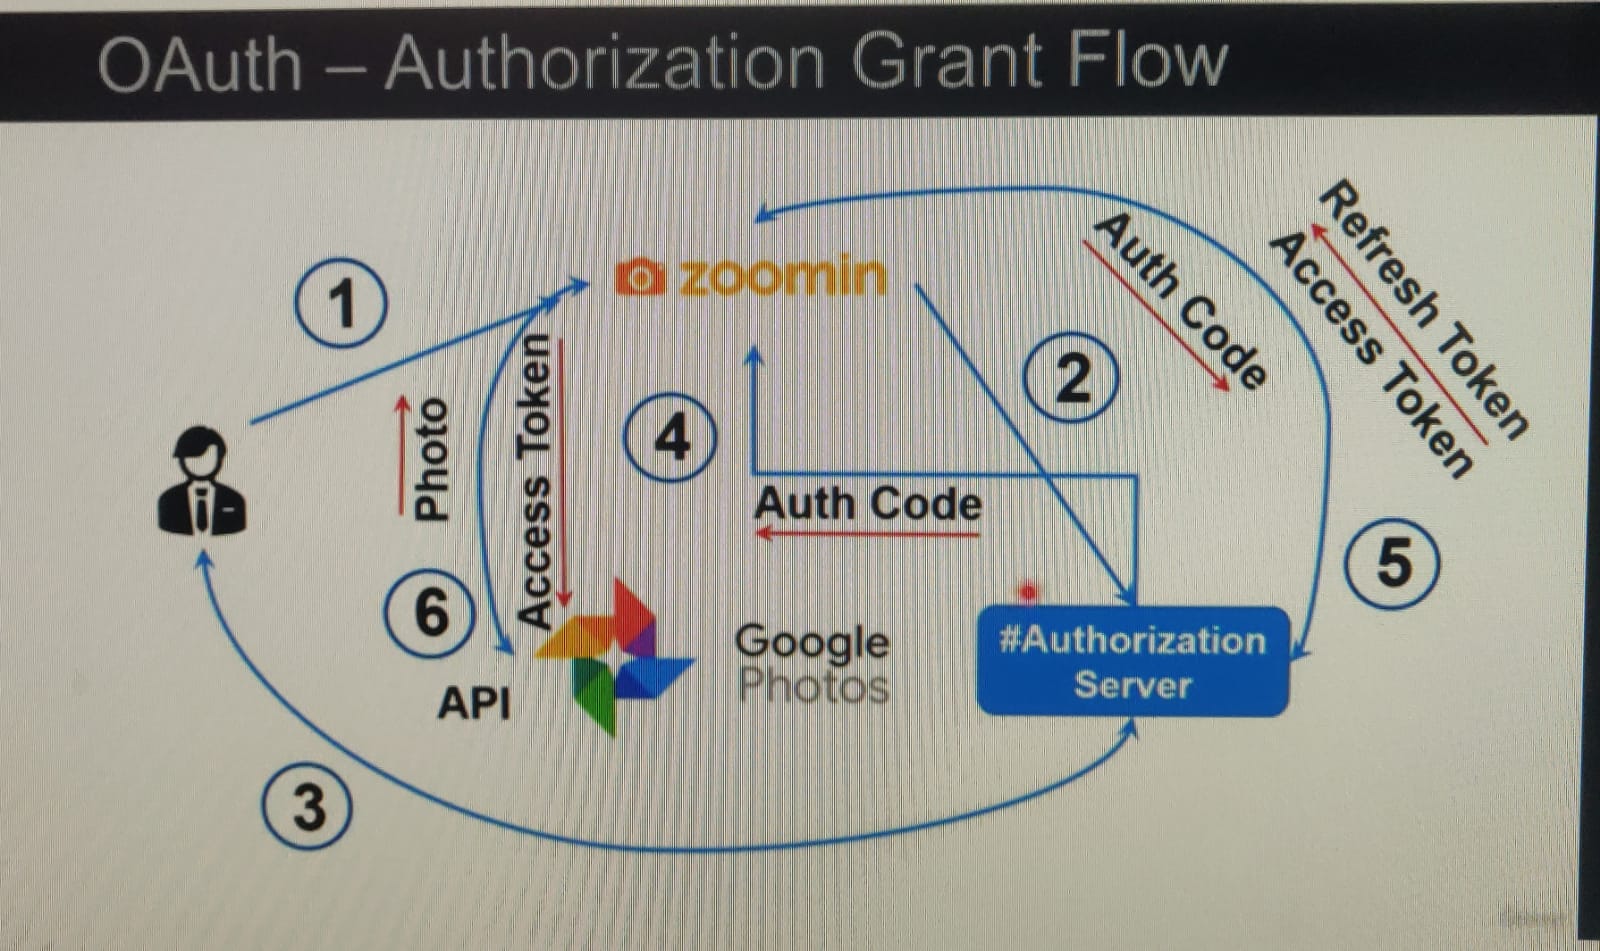 OAuth – Authorization Grant Flow
1
zoomin
Auth Code
Refresh Token
Access Token
2
Photo
Access Token
4
Auth Code
5
6
API
Google
Photos
#Authorization
Server
3